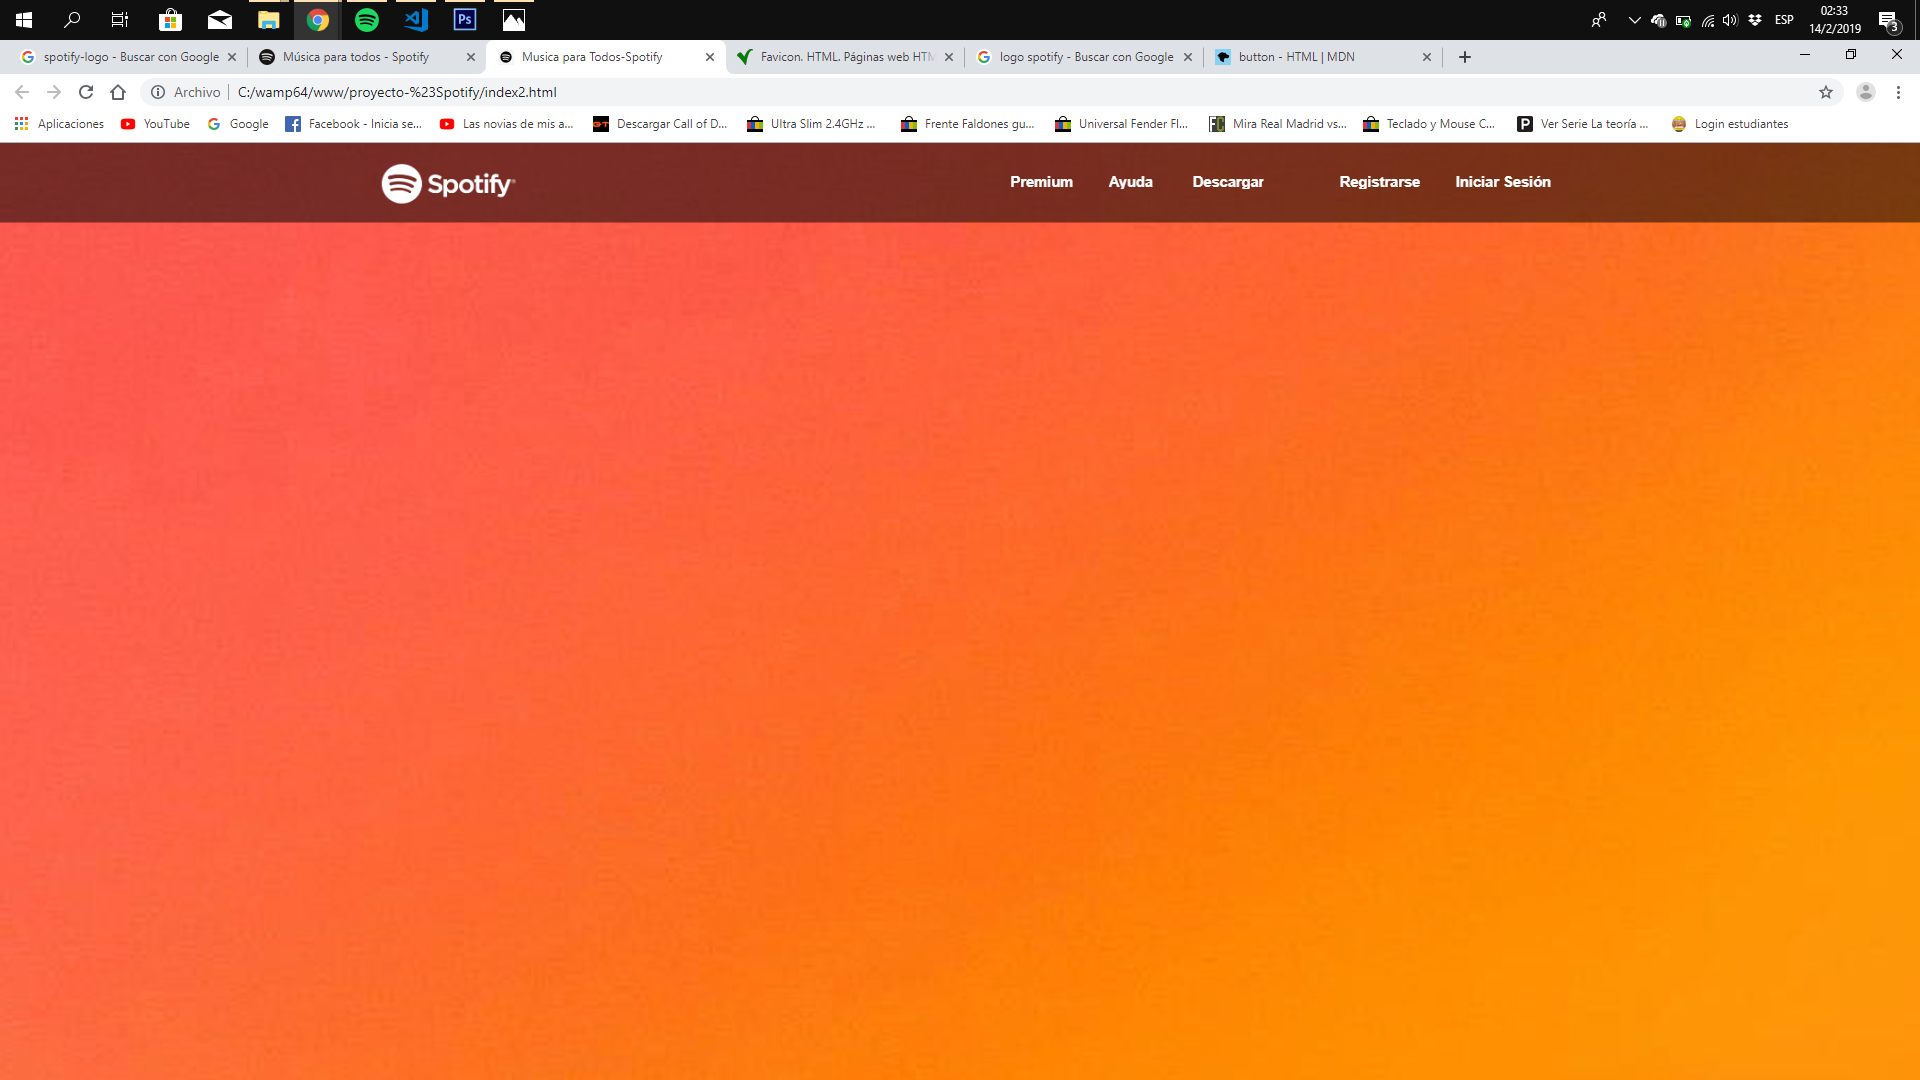 Ps
ESP
02:33
14/2/2019
3
spotify-logo - Buscar con Google
Música para todos - Spotify
Musica para Todos-Spotify
Favicon. HTML. Páginas web HTM
logo spotify - Buscar con Google
button - HTML | MDN
Archivo
C:/wamp64/www/proyecto-%23Spotify/index2.html
Aplicaciones
YouTube
Google
Facebook - Inicia se...
Las novias de mis a...
Descargar Call of D...
Ultra Slim 2.4GHz ...
Frente Faldones gu...
Universal Fender Fl...
Mira Real Madrid vs...
Teclado y Mouse C...
Ver Serie La teoría ...
Login estudiantes
Spotify
Premium
Ayuda
Descargar
Registrarse
Iniciar Sesión